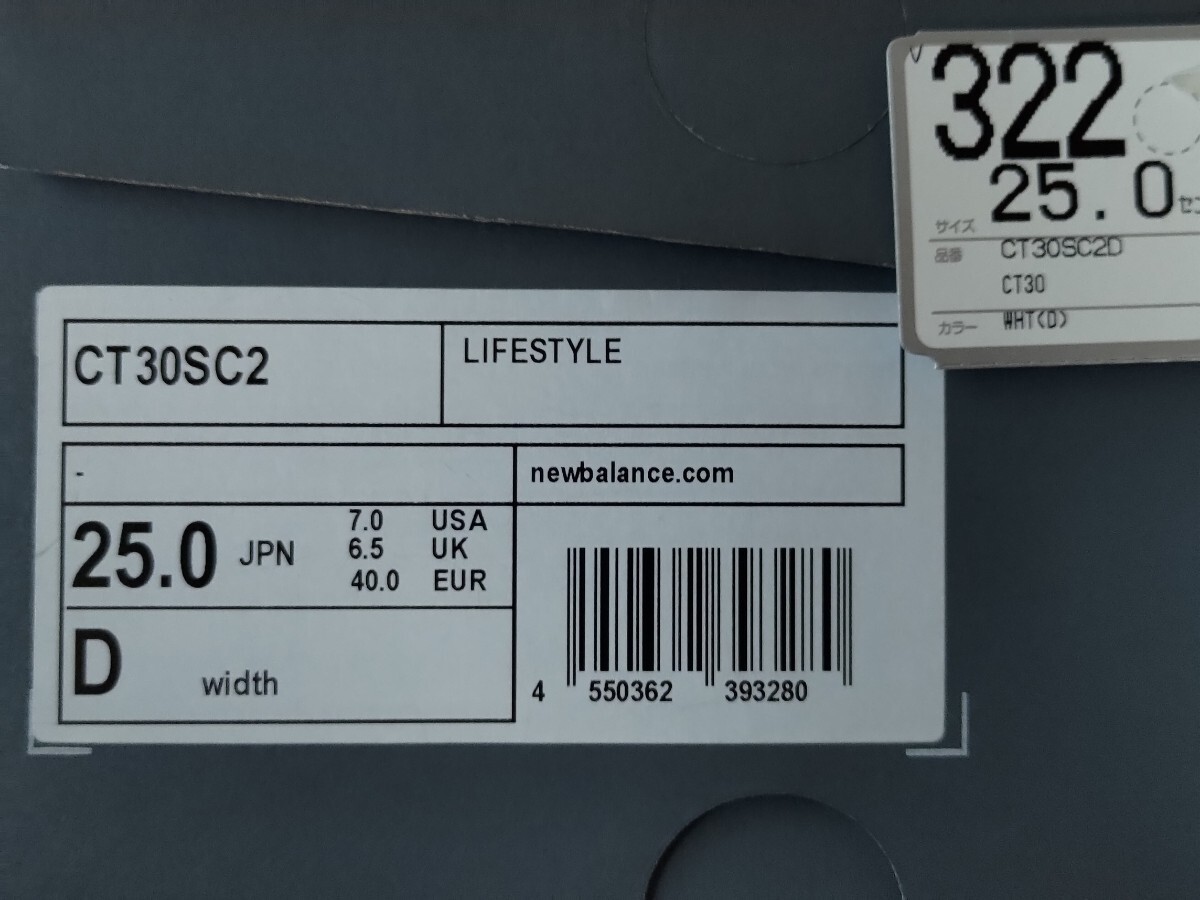 322
25.0
サイズ
品番 CT30SC2D
CT30
カラー WHT(D)
CT30SC2
LIFESTYLE
-
newbalance.com
25.0 JPN
7.0 USA
6.5 UK
40.0 EUR
D width
4 550362 393280